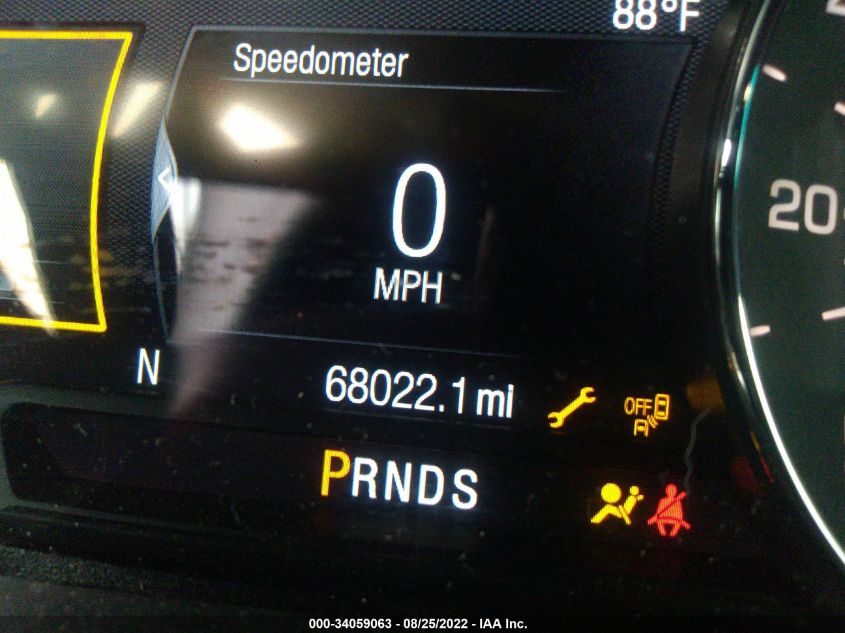 88°F
Speedometer
0
MPH
20
N
68022.1 mi
OFF
PRNDS
000-34059063 - 08/25/2022 - IAA Inc.